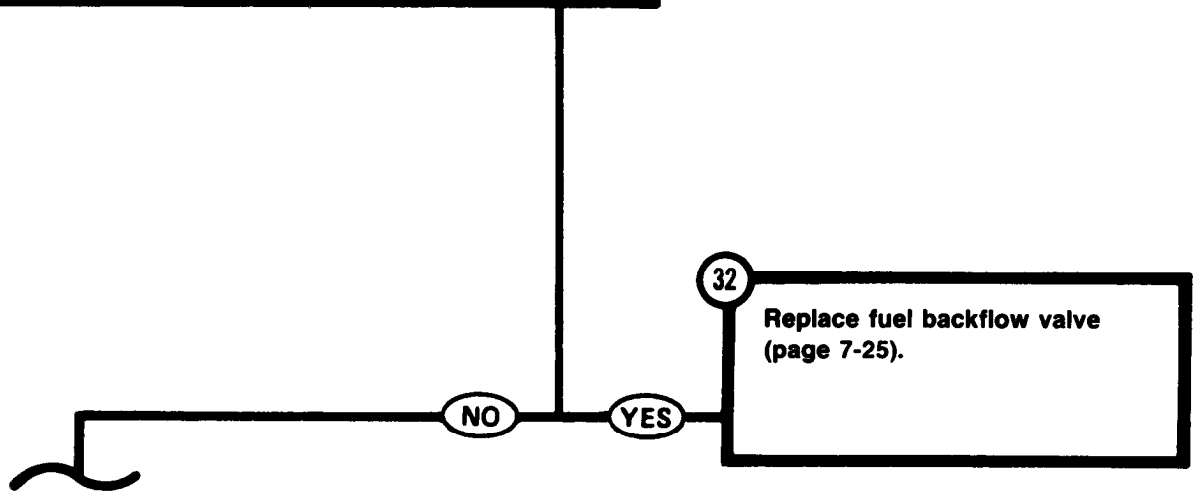 32
Replace fuel backflow valve
(page 7-25).
NO
YES